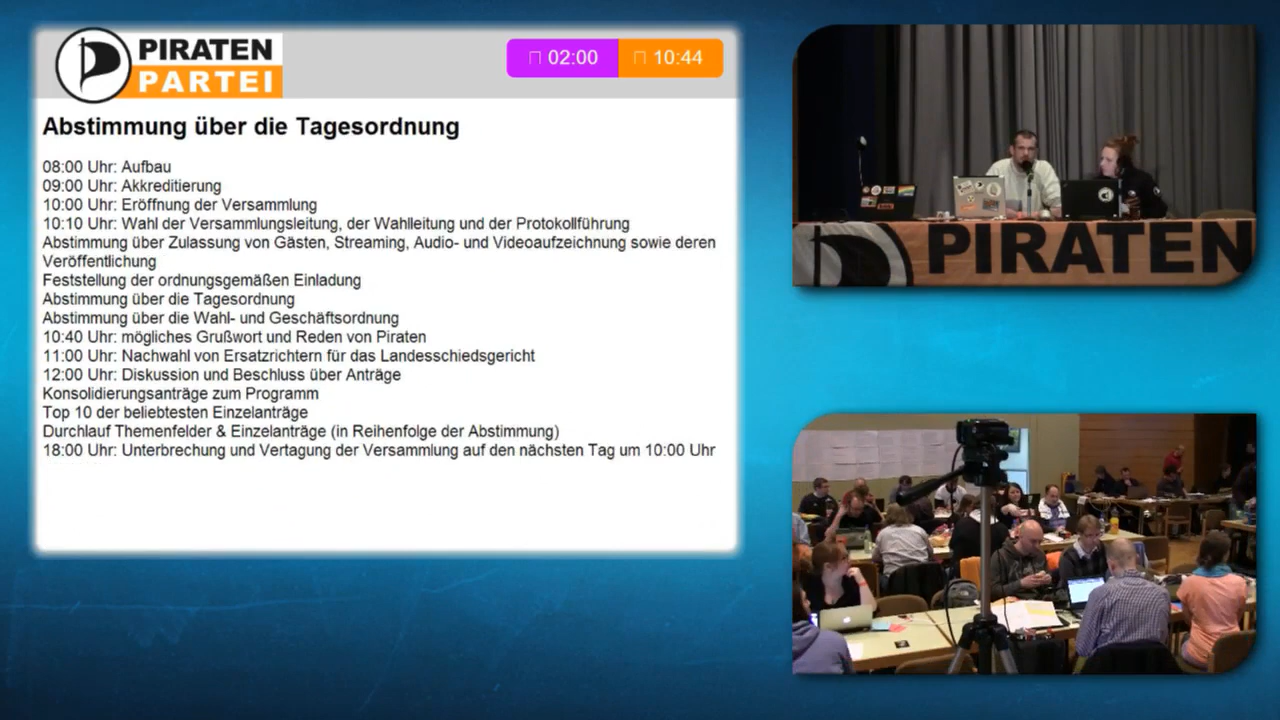 PIRATEN
PARTEI
02:00
10:44
Abstimmung über die Tagesordnung
08:00 Uhr: Aufbau
09:00 Uhr: Akkreditierung
10:00 Uhr: Eröffnung der Versammlung
10:10 Uhr: Wahl der Versammlungsleitung, der Wahlleitung und der Protokollführung
Abstimmung über Zulassung von Gästen, Streaming, Audio- und Videoaufzeichnung sowie deren
Veröffentlichung
Feststellung der ordnungsgemäßen Einladung
Abstimmung über die Tagesordnung
Abstimmung über die Wahl- und Geschäftsordnung
10:40 Uhr: mögliches Grußwort und Reden von Piraten
11:00 Uhr: Nachwahl von Ersatzrichtern für das Landesschiedsgericht
12:00 Uhr: Diskussion und Beschluss über Anträge
Konsolidierungsanträge zum Programm
Top 10 der beliebtesten Einzelanträge
Durchlauf Themenfelder & Einzelanträge (in Reihenfolge der Abstimmung)
18:00 Uhr: Unterbrechung und Vertagung der Versammlung auf den nächsten Tag um 10:00 Uhr
PIRATEN